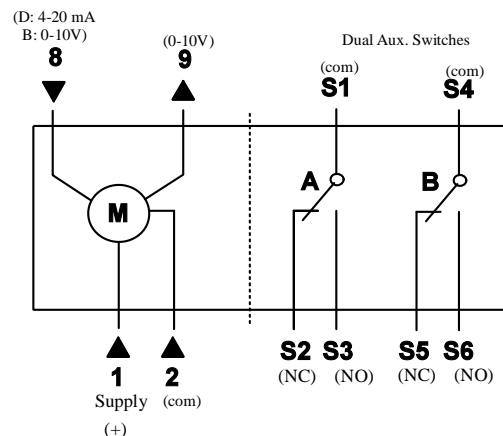 (D: 4-20 mA
B: 0-10V)
8
(0-10V)
9
Dual Aux. Switches
(com)
S1
(com)
S4
A
B
M
1
Supply
(+)
2
(com)
S2
(NC)
S3
(NO)
S5
(NC)
S6
(NO)